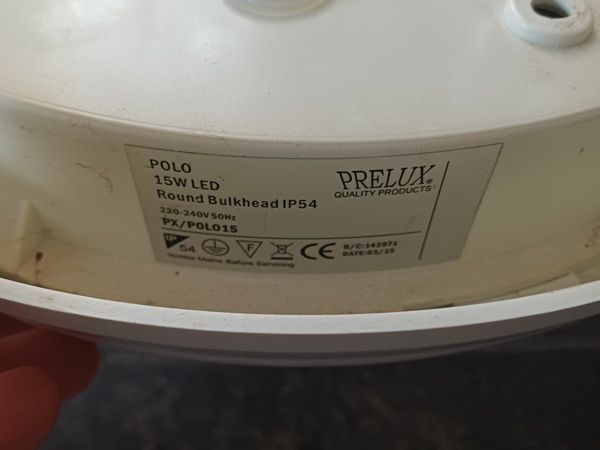 POLO
15W LED
Round Bulkhead IP54
220-240V 50Hz
PX/POLO15
PRELUX®
QUALITY PRODUCTS
IP 54 F CE
B/C:142971
DATE:03/15
Isolate Mains Before Servicing